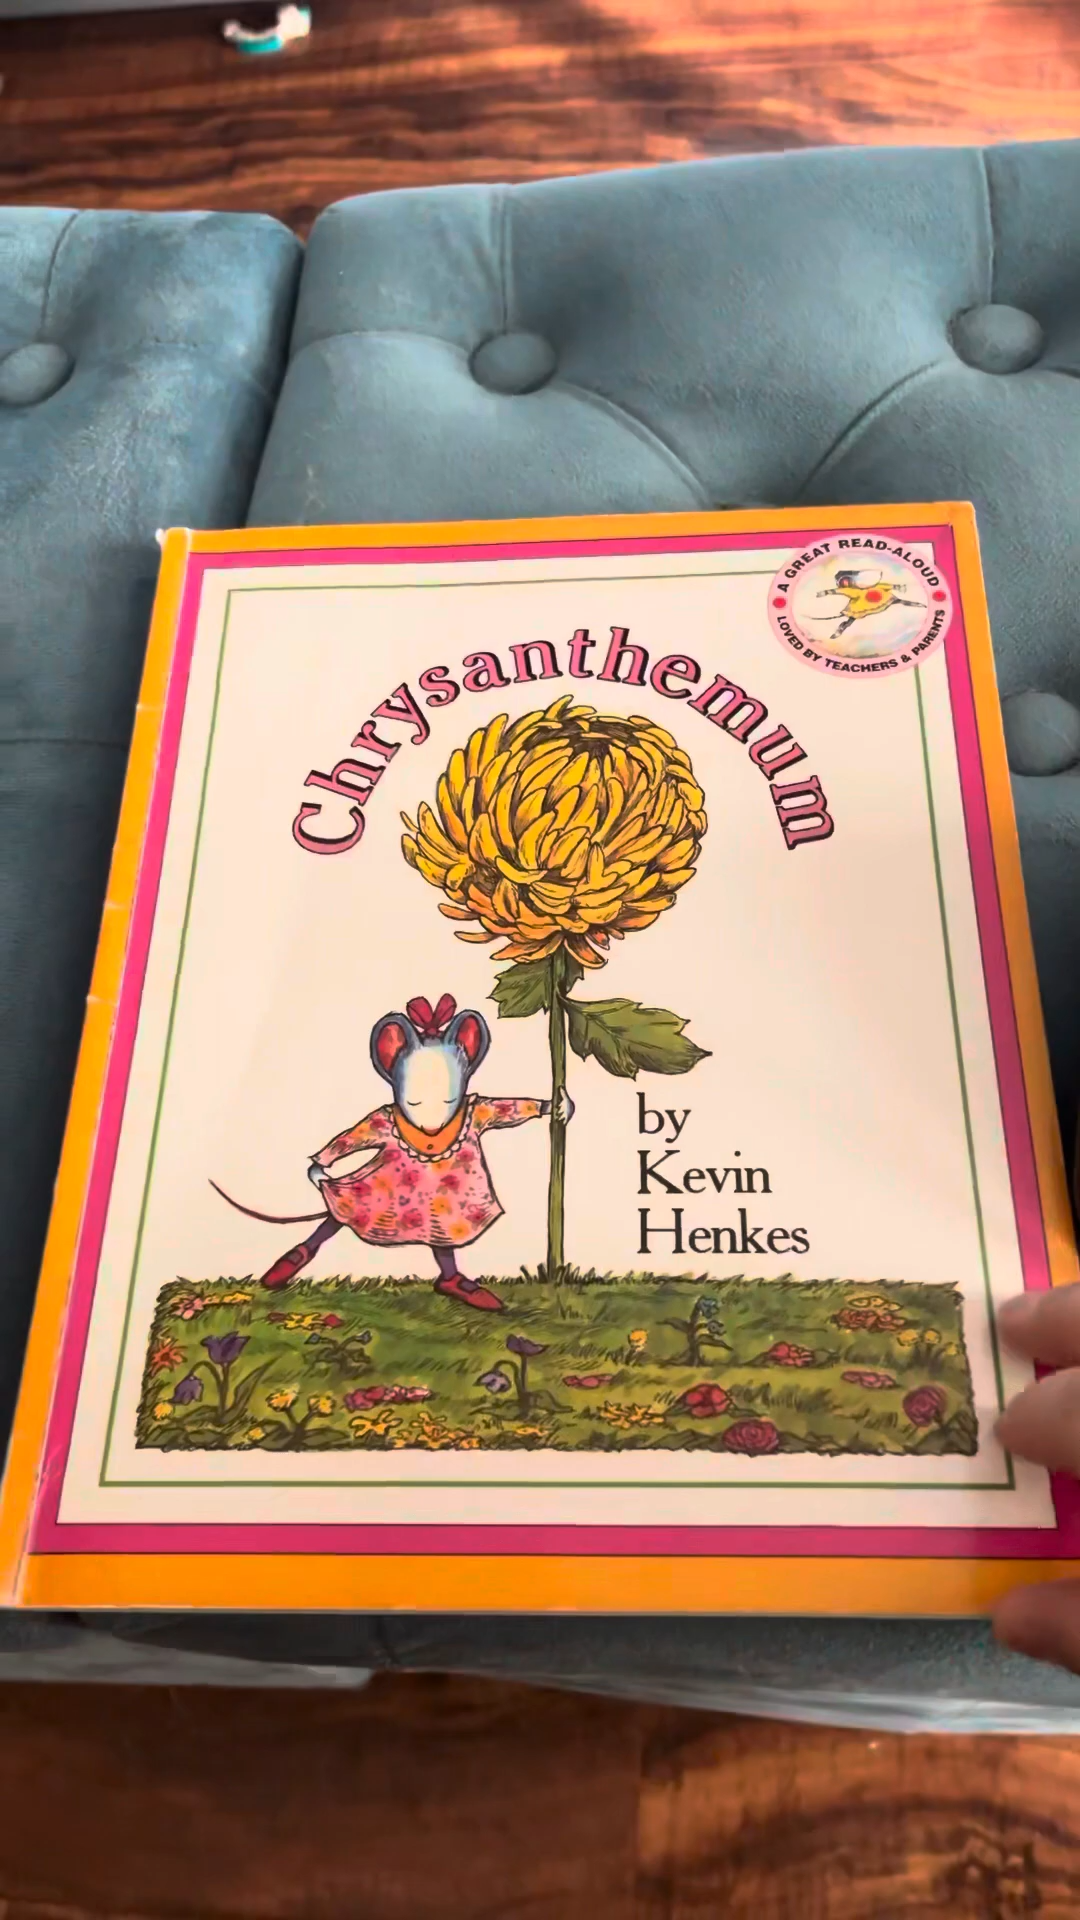 A GREAT READ-ALOUD
LOVED BY TEACHERS & PARENTS
Chrysanthemum
by
Kevin
Henkes